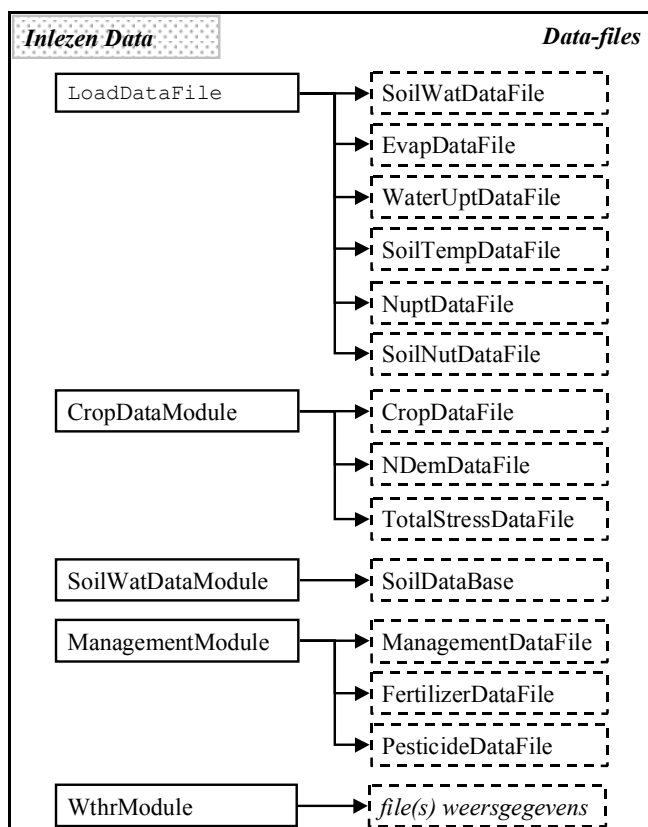 Inlezen Data Data-files
LoadDataFile SoilWatDataFile
EvapDataFile
WaterUptDataFile
SoilTempDataFile
NuptDataFile
SoilNutDataFile
CropDataModule CropDataFile
NDemDataFile
TotalStressDataFile
SoilWatDataModule SoilDataBase
ManagementModule ManagementDataFile
FertilizerDataFile
PesticideDataFile
WthrModule file(s) weersgegevens